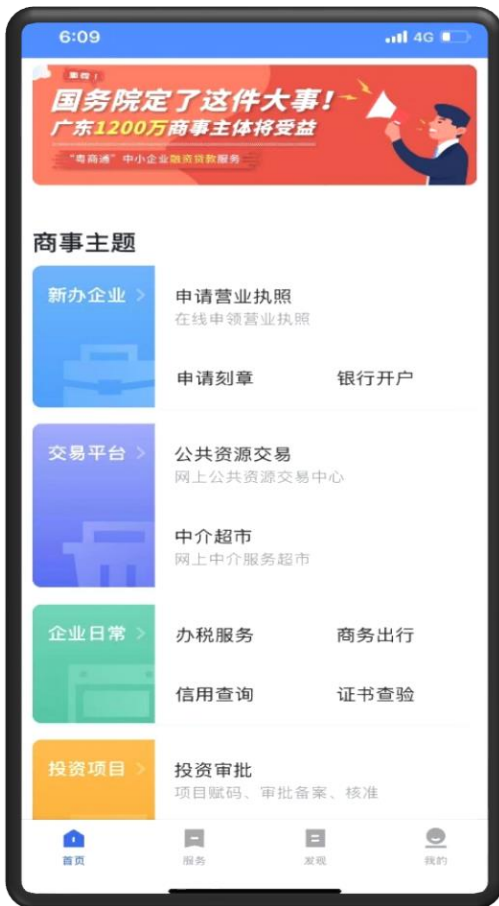 6:09
4G
重磅！
国务院定了这件大事！
广东1200万商事主体将受益
“粤商通”中小企业融资贷款服务
商事主题
新办企业
申请营业执照
在线申领营业执照
申请刻章
银行开户
交易平台
公共资源交易
网上公共资源交易中心
中介超市
网上中介服务超市
企业日常
办税服务
商务出行
信用查询
证书查验
投资项目
投资审批
项目赋码、审批备案、核准
首页
服务
发现
我的